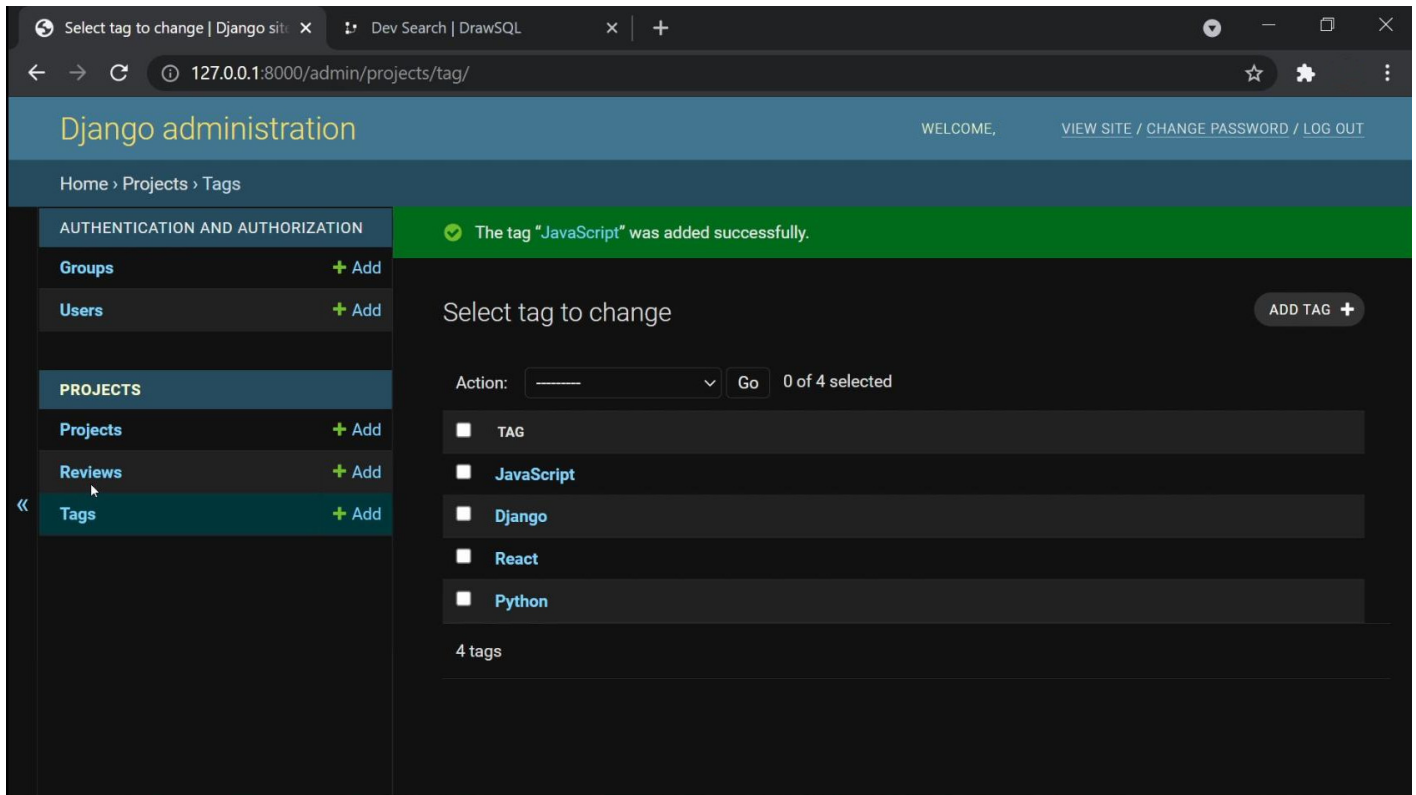 Select tag to change | Django site
Dev Search | DrawSQL
127.0.0.1:8000/admin/projects/tag/
Django administration
WELCOME,
VIEW SITE / CHANGE PASSWORD / LOG OUT
Home › Projects › Tags
AUTHENTICATION AND AUTHORIZATION
Groups + Add
Users + Add
PROJECTS
Projects + Add
Reviews + Add
« Tags + Add
The tag “JavaScript” was added successfully.
Select tag to change
ADD TAG +
Action: --------- Go 0 of 4 selected
TAG
JavaScript
Django
React
Python
4 tags